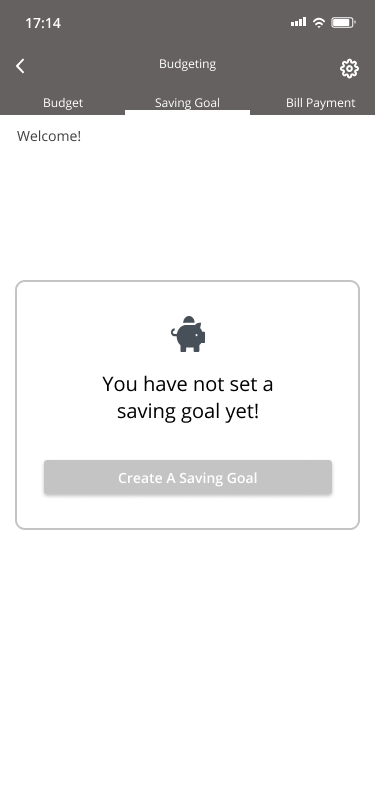 17:14
Budgeting
Budget
Saving Goal
Bill Payment
Welcome!
You have not set a
saving goal yet!
Create A Saving Goal